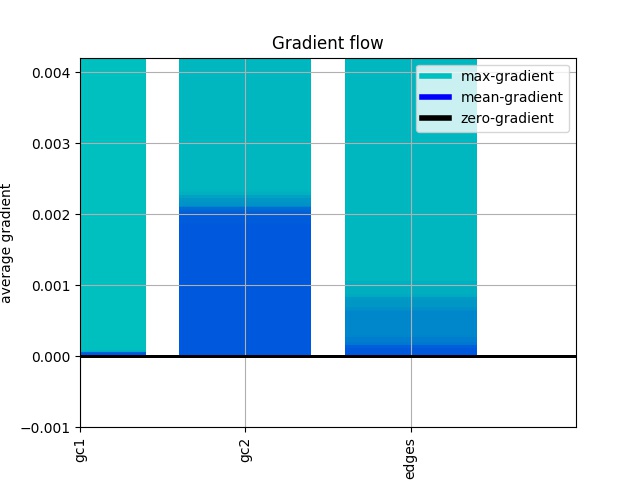 Gradient flow
max-gradient
mean-gradient
zero-gradient
average gradient
0.004
0.003
0.002
0.001
0.000
−0.001
gc1
gc2
edges